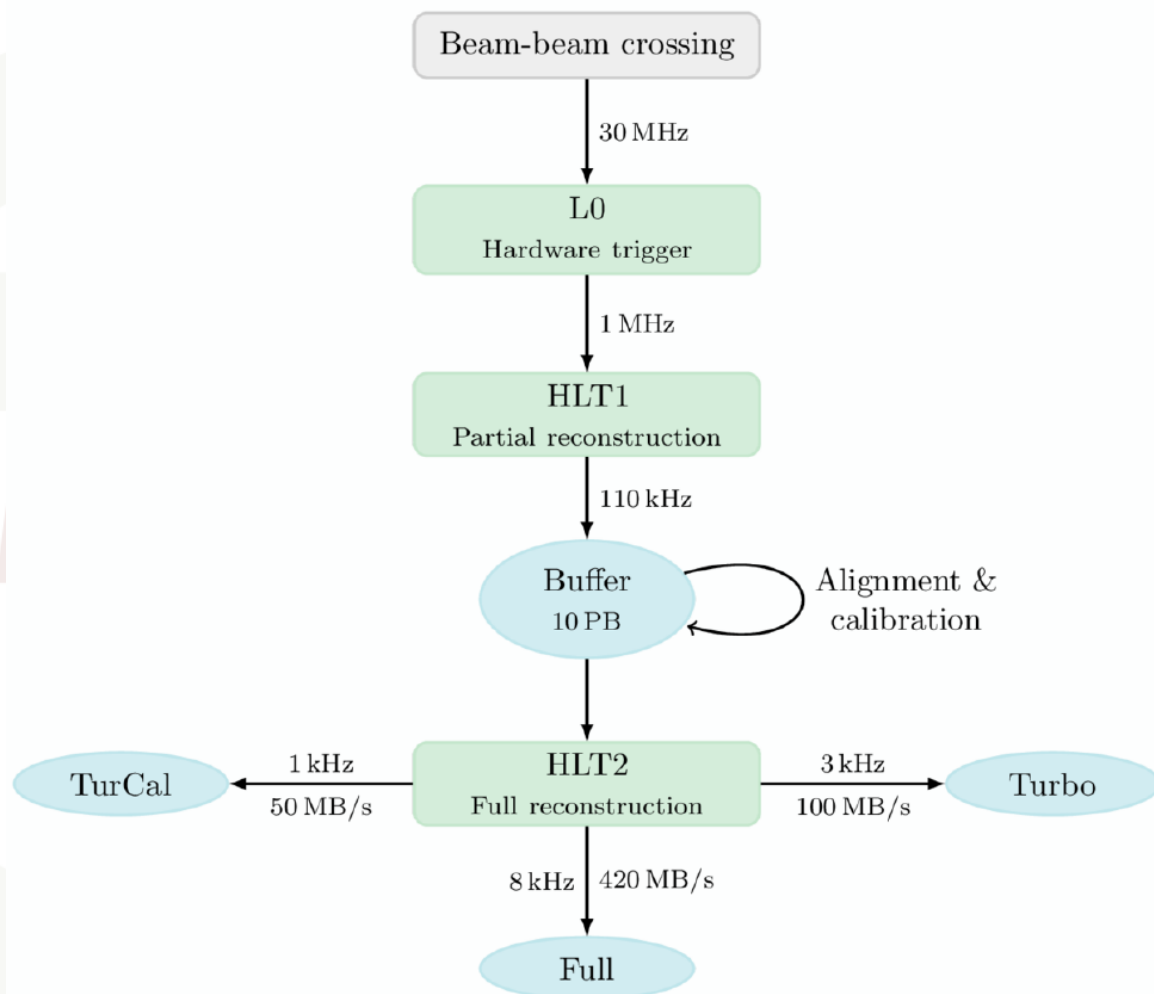 Beam-beam crossing
30 MHz
L0
Hardware trigger
1 MHz
HLT1
Partial reconstruction
110 kHz
Buffer
10 PB
Alignment &
calibration
TurCal
1 kHz
50 MB/s
HLT2
Full reconstruction
3 kHz
100 MB/s
Turbo
8 kHz
420 MB/s
Full